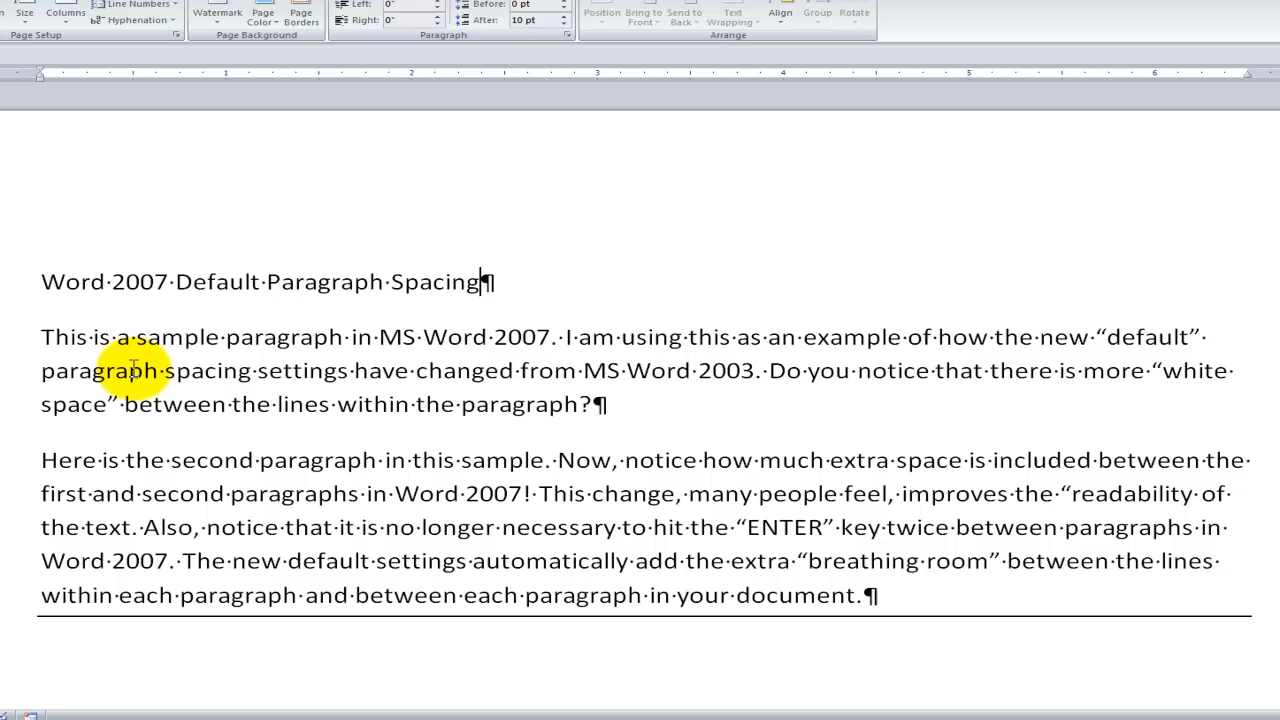 Line Numbers Left: 0" Before: 0 pt
Size Columns Hyphenation Watermark Page Color Page Borders Right: 0" After: 10 pt Position Bring to Front Send to Back Text Wrapping Align Group Rotate
Page Setup Page Background Paragraph Arrange
1 2 3 4 5 6
Word·2007·Default·Paragraph·Spacing¶
This·is·a·sample·paragraph·in·MS·Word·2007.·I·am·using·this·as·an·example·of·how·the·new·“default”·
paragraph·spacing·settings·have·changed·from·MS·Word·2003.·Do·you·notice·that·there·is·more·“white·
space”·between·the·lines·within·the·paragraph?¶
Here·is·the·second·paragraph·in·this·sample.·Now,·notice·how·much·extra·space·is·included·between·the·
first·and·second·paragraphs·in·Word·2007!·This·change,·many·people·feel,·improves·the·“readability·of·
the·text.·Also,·notice·that·it·is·no·longer·necessary·to·hit·the·“ENTER”·key·twice·between·paragraphs·in·
Word·2007.·The·new·default·settings·automatically·add·the·extra·“breathing·room”·between·the·lines·
within·each·paragraph·and·between·each·paragraph·in·your·document.¶